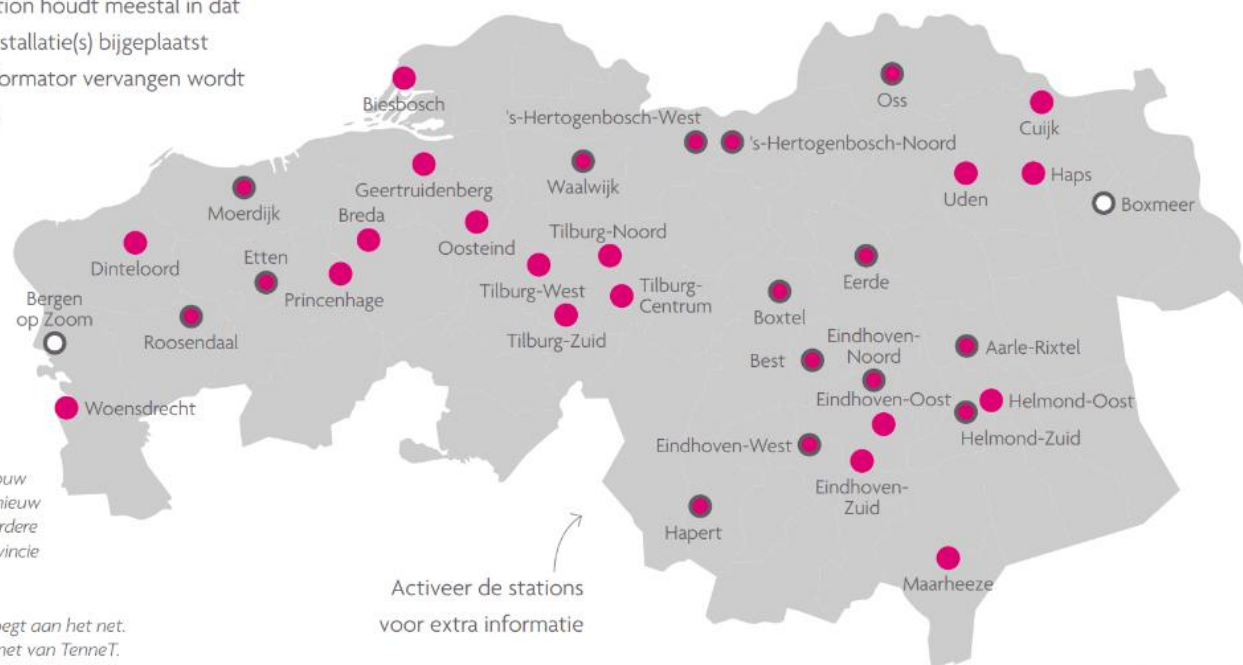 tion houdt meestal in dat
stallatie(s) bijgeplaatst
ormator vervangen wordt
Biesbosch
Oss
Cuijk
's-Hertogenbosch-West
's-Hertogenbosch-Noord
Geertruidenberg
Waalwijk
Uden
Haps
Boxmeer
Moerdijk
Breda
Oosteind
Tilburg-Noord
Dinteloord
Etten
Princenhage
Tilburg-West
Tilburg-
Centrum
Eerde
Bergen
op Zoom
Roosendaal
Tilburg-Zuid
Boxtel
Eindhoven-
Noord
Best
Aarle-Rixtel
Woensdrecht
Eindhoven-Oost
Helmond-Oost
Helmond-Zuid
Eindhoven-West
Eindhoven-
Zuid
Hapert
Maarheeze
ouw
nieuw
rdere
vincie
Activeer de stations
voor extra informatie
oegt aan het net.
net van TenneT.